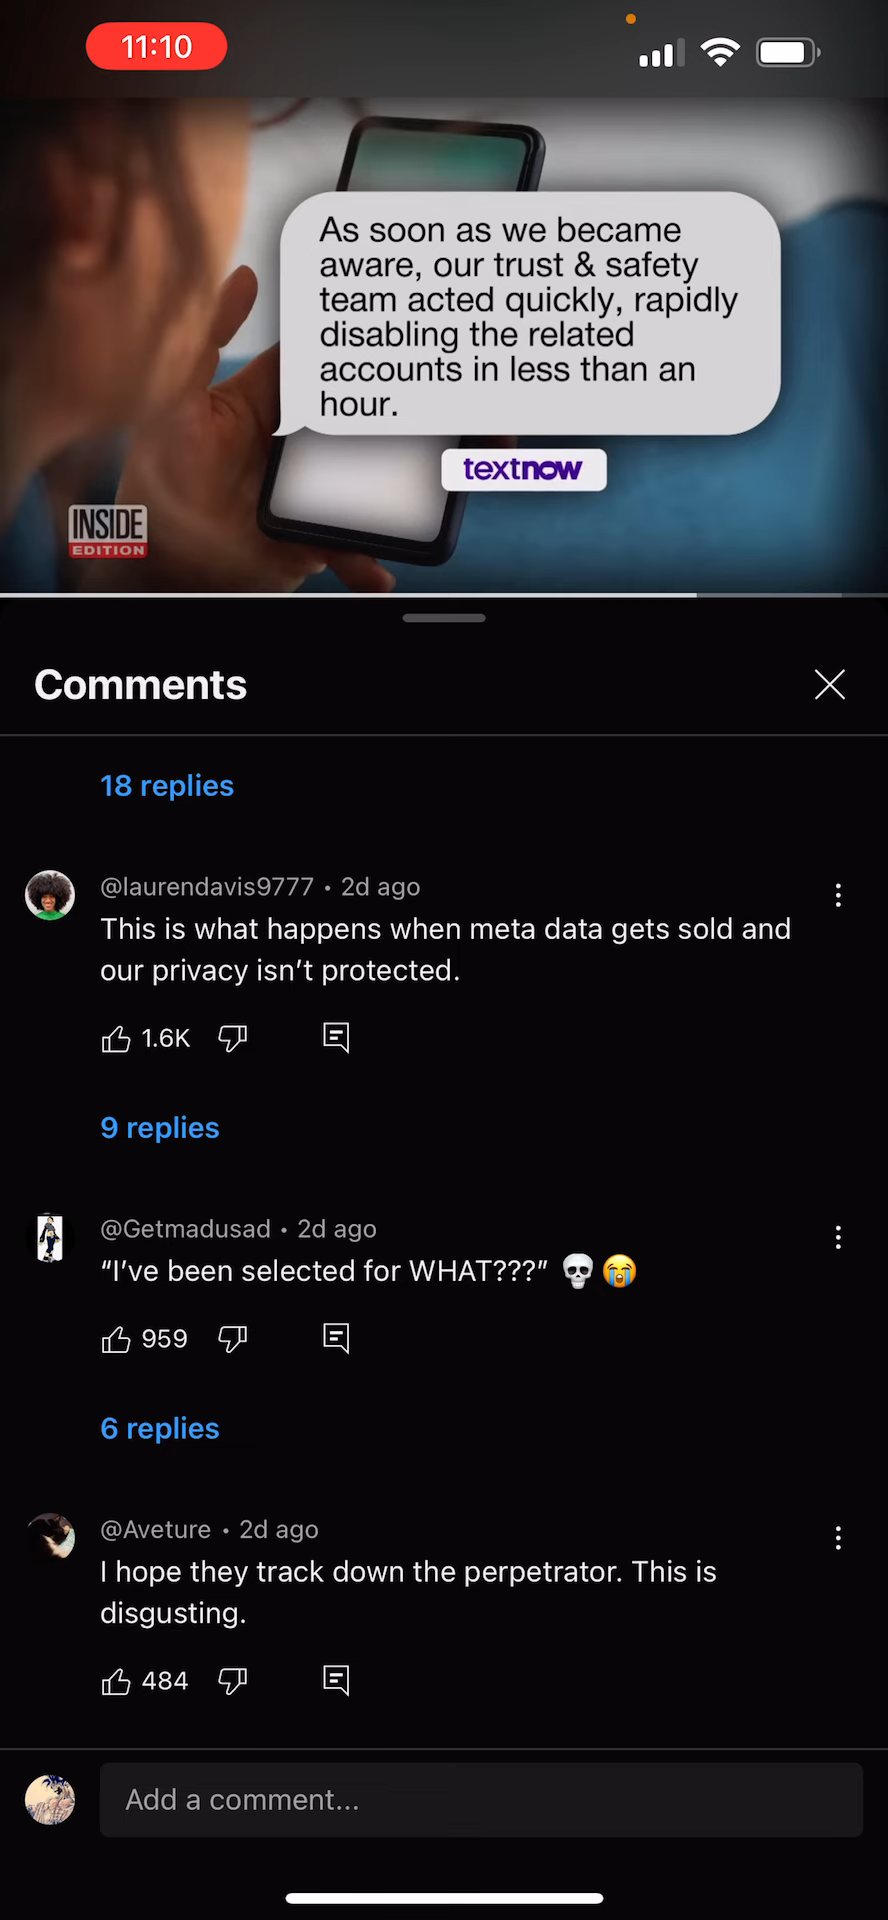 11:10
As soon as we became
aware, our trust & safety
team acted quickly, rapidly
disabling the related
accounts in less than an
hour.
textnow
INSIDE
EDITION
Comments
18 replies
@laurendavis9777 • 2d ago
This is what happens when meta data gets sold and
our privacy isn’t protected.
1.6K
9 replies
@Getmadusad • 2d ago
“I’ve been selected for WHAT???” 💀😭
959
6 replies
@Aveture • 2d ago
I hope they track down the perpetrator. This is
disgusting.
484
Add a comment...